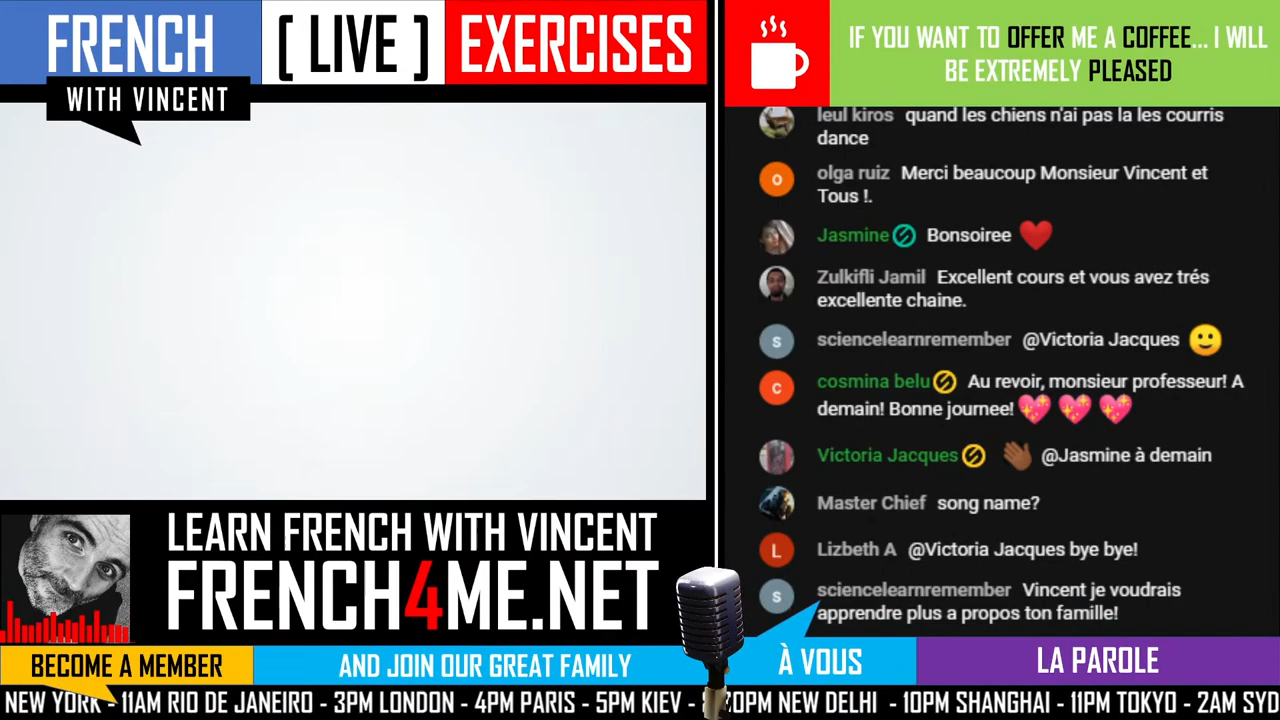 FRENCH
WITH VINCENT
[ LIVE ]
EXERCISES
IF YOU WANT TO OFFER ME A COFFEE... I WILL
BE EXTREMELY PLEASED
leul kiros quand les chiens n'ai pas la les courris
dance
O
olga ruiz Merci beaucoup Monsieur Vincent et
Tous !.
Jasmine Bonsoiree
Zulkifli Jamil Excellent cours et vous avez trés
excellente chaine.
s
sciencelearnremember @Victoria Jacques
c
cosmina belu Au revoir, monsieur professeur! A
demain! Bonne journee!
Victoria Jacques @Jasmine à demain
Master Chief song name?
L
Lizbeth A @Victoria Jacques bye bye!
s
sciencelearnremember Vincent je voudrais
apprendre plus a propos ton famille!
LEARN FRENCH WITH VINCENT
FRENCH4ME.NET
BECOME A MEMBER
AND JOIN OUR GREAT FAMILY
À VOUS
LA PAROLE
NEW YORK - 11AM RIO DE JANEIRO - 3PM LONDON - 4PM PARIS - 5PM KIEV - 20PM NEW DELHI - 10PM SHANGHAI - 11PM TOKYO - 2AM SYD